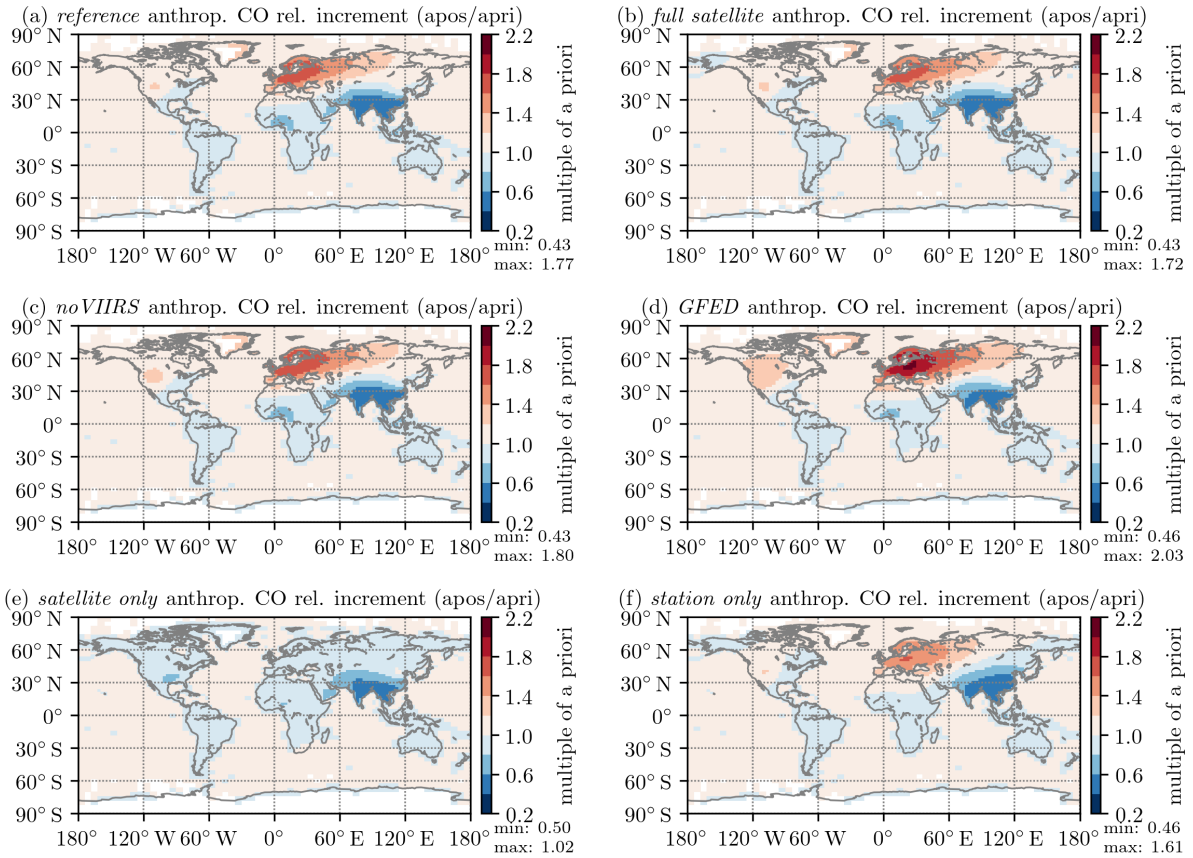 (a) reference anthrop. CO rel. increment (apos/apri)
90° N
60° N
30° N
0°
30° S
60° S
90° S
180° 120° W 60° W 0° 60° E 120° E 180°
2.2
1.8
1.4
1.0
0.6
0.2
multiple of a priori
min: 0.43
max: 1.77
(b) full satellite anthrop. CO rel. increment (apos/apri)
90° N
60° N
30° N
0°
30° S
60° S
90° S
180° 120° W 60° W 0° 60° E 120° E 180°
2.2
1.8
1.4
1.0
0.6
0.2
multiple of a priori
min: 0.43
max: 1.72
(c) noVIIRS anthrop. CO rel. increment (apos/apri)
90° N
60° N
30° N
0°
30° S
60° S
90° S
180° 120° W 60° W 0° 60° E 120° E 180°
2.2
1.8
1.4
1.0
0.6
0.2
multiple of a priori
min: 0.43
max: 1.80
(d) GFED anthrop. CO rel. increment (apos/apri)
90° N
60° N
30° N
0°
30° S
60° S
90° S
180° 120° W 60° W 0° 60° E 120° E 180°
2.2
1.8
1.4
1.0
0.6
0.2
multiple of a priori
min: 0.46
max: 2.03
(e) satellite only anthrop. CO rel. increment (apos/apri)
90° N
60° N
30° N
0°
30° S
60° S
90° S
180° 120° W 60° W 0° 60° E 120° E 180°
2.2
1.8
1.4
1.0
0.6
0.2
multiple of a priori
min: 0.50
max: 1.02
(f) station only anthrop. CO rel. increment (apos/apri)
90° N
60° N
30° N
0°
30° S
60° S
90° S
180° 120° W 60° W 0° 60° E 120° E 180°
2.2
1.8
1.4
1.0
0.6
0.2
multiple of a priori
min: 0.46
max: 1.61